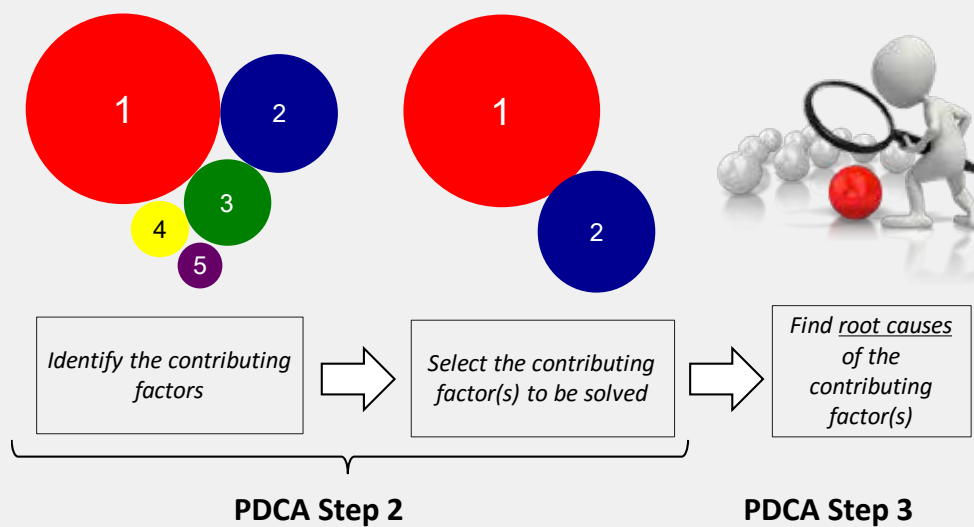 1
2
3
4
5
1
2
Identify the contributing
factors
Select the contributing
factor(s) to be solved
Find root causes
of the
contributing
factor(s)
PDCA Step 2
PDCA Step 3